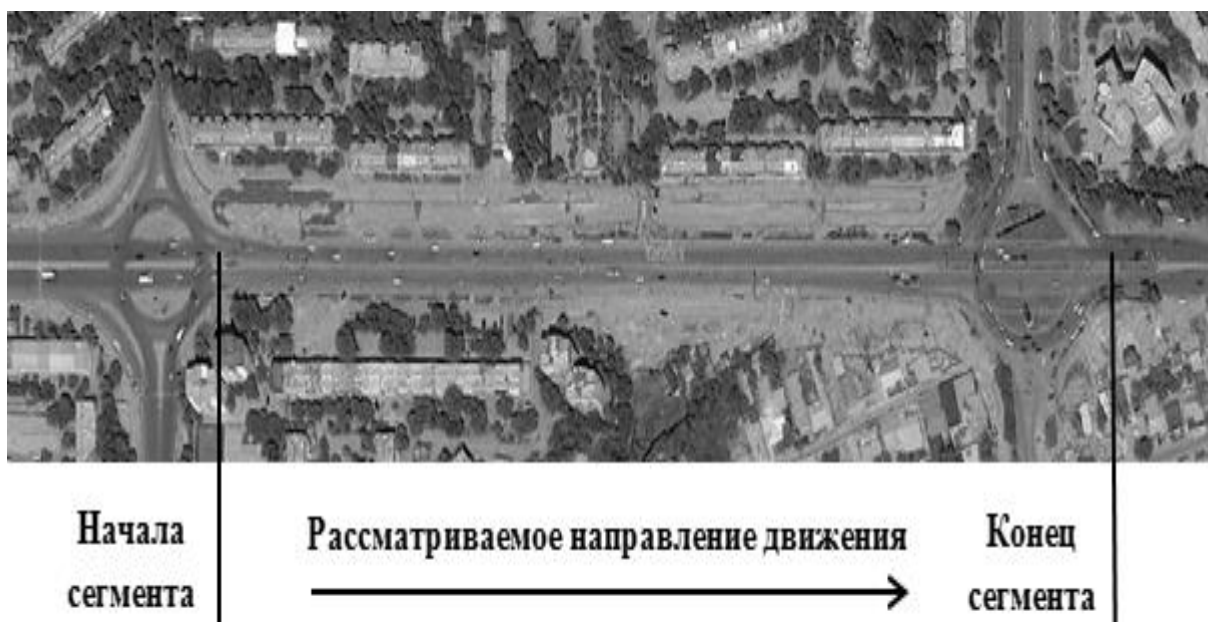 Начала
сегмента
Рассматриваемое направление движения
Конец
сегмента